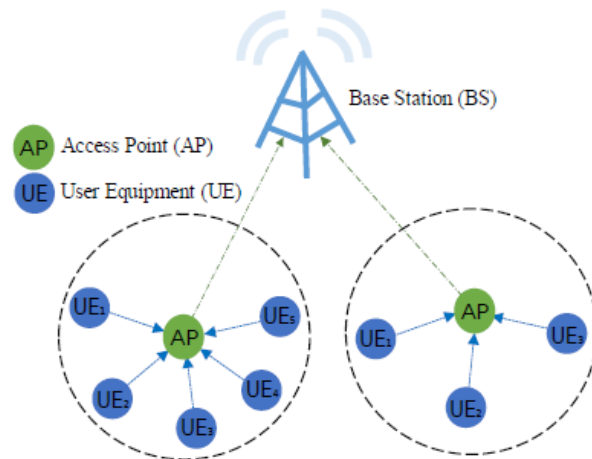 Base Station (BS)
AP Access Point (AP)
UE User Equipment (UE)
UE₁
UE₅
AP
UE₂
UE₃
UE₄
AP
UE₁
UE₃
UE₂